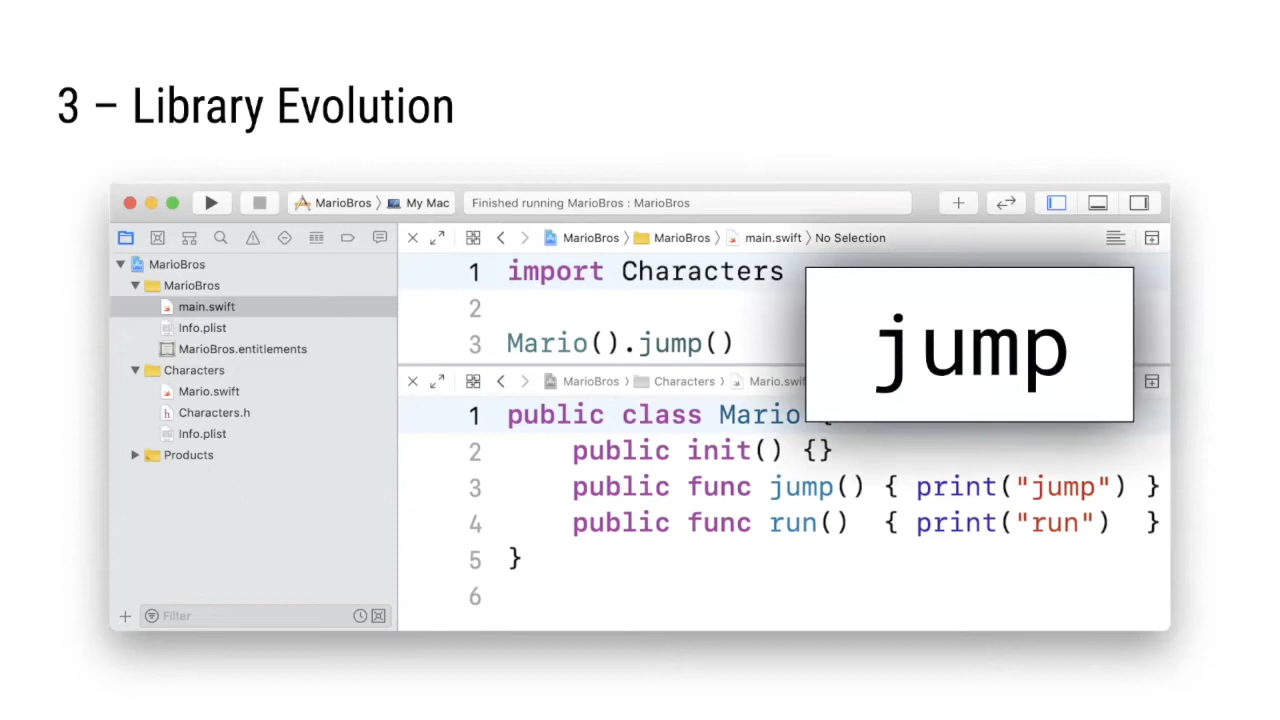 3 – Library Evolution
MarioBros 〉 My Mac
Finished running MarioBros : MarioBros
MarioBros 〉 MarioBros 〉 main.swift 〉 No Selection
MarioBros
MarioBros
main.swift
Info.plist
MarioBros.entitlements
Characters
Mario.swift
Characters.h
Info.plist
Products
Filter
1 import Characters
2
3 Mario().jump()
jump
MarioBros 〉 Characters 〉 Mario.swif
1 public class Mario {
2 public init() {}
3 public func jump() { print("jump") }
4 public func run() { print("run") }
5 }
6